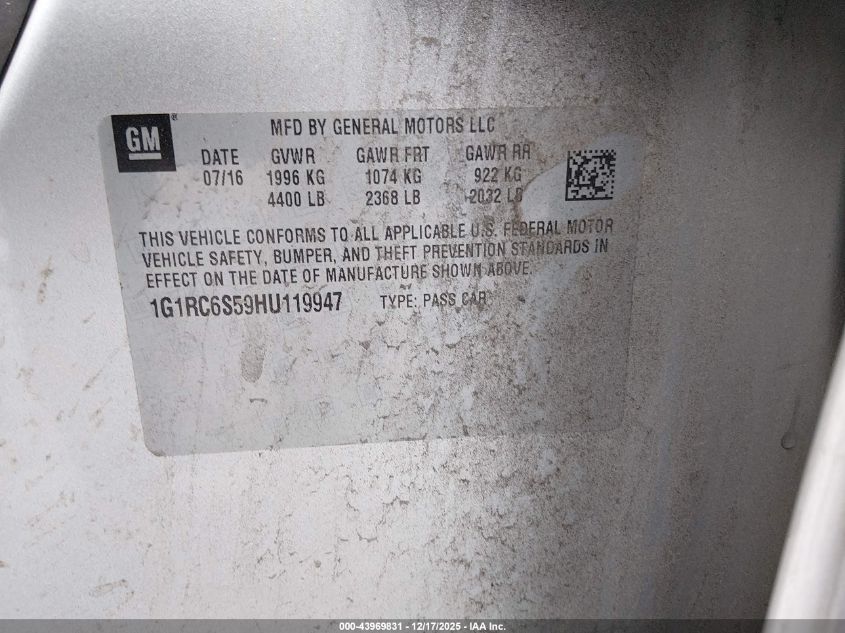 GM ®
MFD BY GENERAL MOTORS LLC
DATE GVWR GAWR FRT GAWR RR
07/16 1996 KG 1074 KG 922 KG
4400 LB 2368 LB 2032 LB
THIS VEHICLE CONFORMS TO ALL APPLICABLE U.S. FEDERAL MOTOR
VEHICLE SAFETY, BUMPER, AND THEFT PREVENTION STANDARDS IN
EFFECT ON THE DATE OF MANUFACTURE SHOWN ABOVE.
1G1RC6S59HU119947 TYPE: PASS CAR
000-43969831 - 12/17/2025 - IAA Inc.